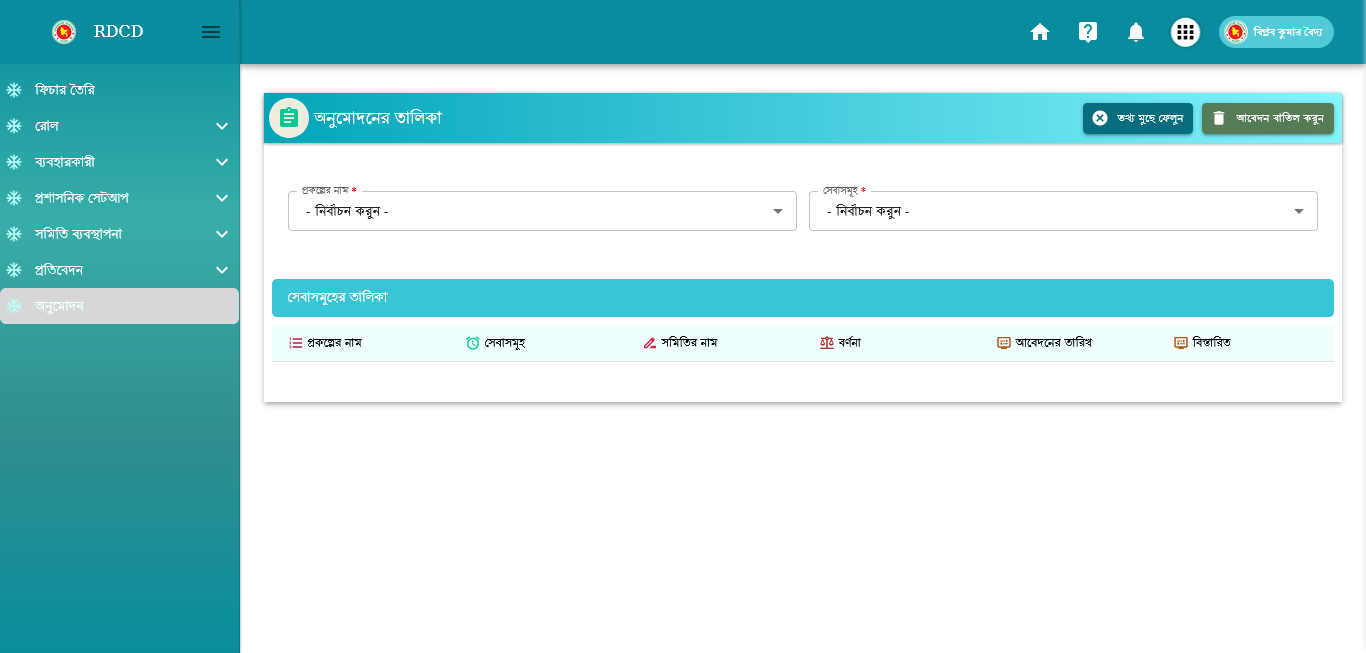 RDCD
বিপ্লব কুমার বৈদ্য
ফিচার তৈরি
রোল
ব্যবহারকারী
প্রশাসনিক সেটআপ
সমিতি ব্যবস্থাপনা
প্রতিবেদন
অনুমোদন
অনুমোদনের তালিকা
তথ্য মুছে ফেলুন
আবেদন বাতিল করুন
প্রকল্পের নাম *
- নির্বাচন করুন -
সেবাসমূহ *
- নির্বাচন করুন -
সেবাসমূহের তালিকা
প্রকল্পের নাম সেবাসমূহ সমিতির নাম বর্ণনা আবেদনের তারিখ বিস্তারিত